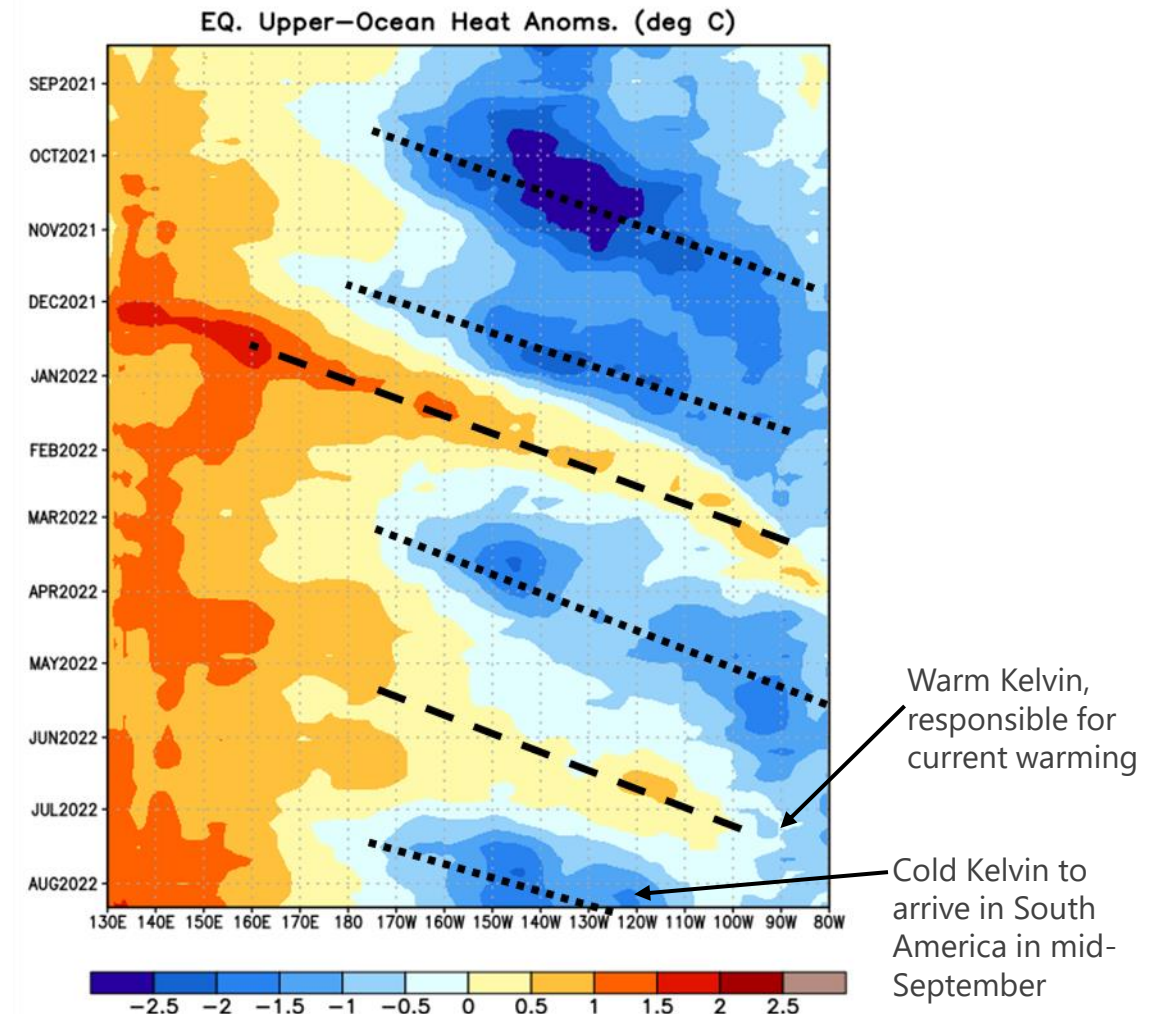 EQ. Upper-Ocean Heat Anoms. (deg C)
SEP2021
OCT2021
NOV2021
DEC2021
JAN2022
FEB2022
MAR2022
APR2022
MAY2022
JUN2022
JUL2022
AUG2022
130E 140E 150E 160E 170E 180 170W 160W 150W 140W 130W 120W 110W 100W 90W 80W
-2.5 -2 -1.5 -1 -0.5 0 0.5 1 1.5 2 2.5
Warm Kelvin,
responsible for
current warming
Cold Kelvin to
arrive in South
America in mid-
September